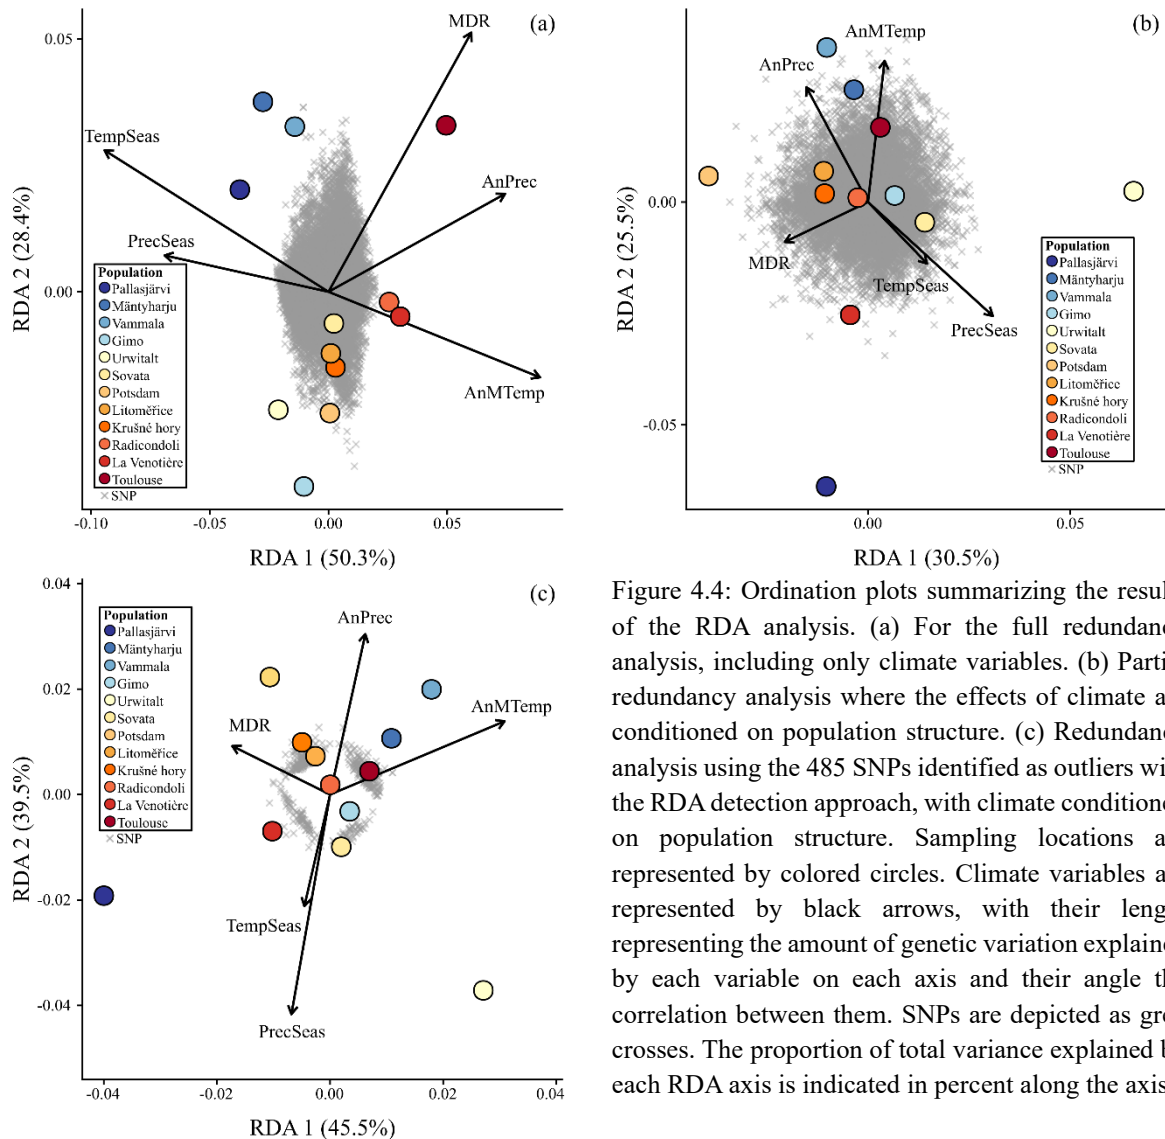 (a)
MDR
TempSeas
AnPrec
PrecSeas
AnMTemp
Population
Pallasjärvi
Mäntyharju
Vammala
Gimo
Urwitalt
Sovata
Potsdam
Litoměřice
Krušné hory
Radicondoli
La Venotière
Toulouse
SNP
0.05
0.00
RDA 2 (28.4%)
-0.10 -0.05 0.00 0.05
RDA 1 (50.3%)
(b)
AnMTemp
AnPrec
MDR
TempSeas
PrecSeas
Population
Pallasjärvi
Mäntyharju
Vammala
Gimo
Urwitalt
Sovata
Potsdam
Litoměřice
Krušné hory
Radicondoli
La Venotière
Toulouse
SNP
0.00
-0.05
RDA 2 (25.5%)
0.00 0.05
RDA 1 (30.5%)
(c)
AnPrec
AnMTemp
MDR
TempSeas
PrecSeas
Population
Pallasjärvi
Mäntyharju
Vammala
Gimo
Urwitalt
Sovata
Potsdam
Litoměřice
Krušné hory
Radicondoli
La Venotière
Toulouse
SNP
0.04
0.02
0.00
-0.02
-0.04
RDA 2 (39.5%)
-0.04 -0.02 0.00 0.02 0.04
RDA 1 (45.5%)
Figure 4.4: Ordination plots summarizing the resul
of the RDA analysis. (a) For the full redundanc
analysis, including only climate variables. (b) Parti
redundancy analysis where the effects of climate a
conditioned on population structure. (c) Redundanc
analysis using the 485 SNPs identified as outliers wi
the RDA detection approach, with climate conditione
on population structure. Sampling locations a
represented by colored circles. Climate variables a
represented by black arrows, with their leng
representing the amount of genetic variation explaine
by each variable on each axis and their angle th
correlation between them. SNPs are depicted as gre
crosses. The proportion of total variance explained b
each RDA axis is indicated in percent along the axis